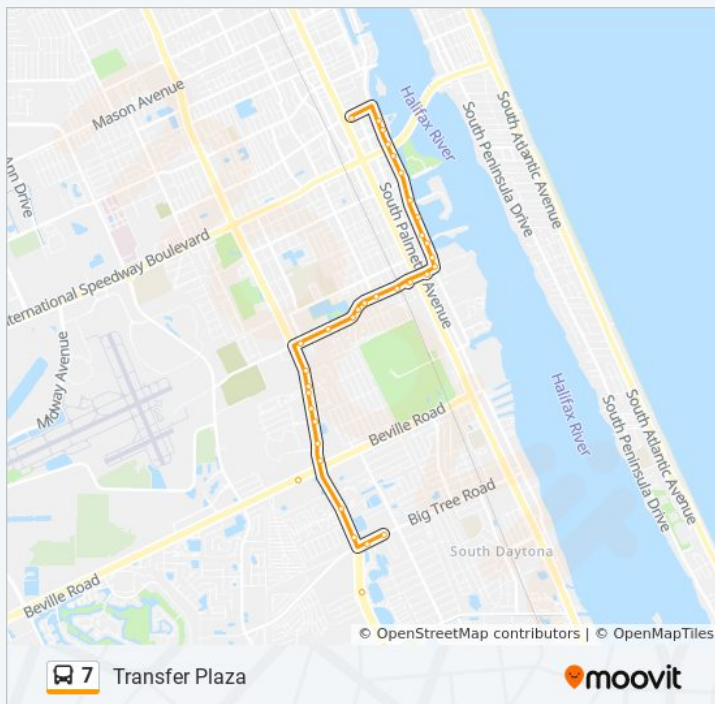 Mason Avenue
Halifax River
South Atlantic Avenue
South Peninsula Drive
Ann Drive
South Palmett
Avenue
nternational Speedway Boulevard
Midway Avenue
Halifax River
South Atlantic Avenue
South Peninsula Drive
Beville Road
Big Tree Road
South Daytona
Beville Road
© OpenStreetMap contributors | © OpenMapTiles
7 Transfer Plaza
moovit